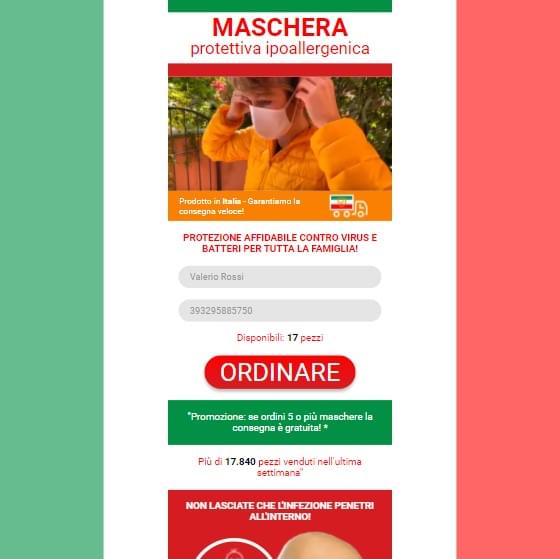 MASCHERA
protettiva ipoallergenica
Prodotto in Italia - Garantiamo la
consegna veloce!
PROTEZIONE AFFIDABILE CONTRO VIRUS E
BATTERI PER TUTTA LA FAMIGLIA!
Valerio Rossi
393295885750
Disponibili: 17 pezzi
ORDINARE
"Promozione: se ordini 5 o più maschere la
consegna è gratuita! *
Più di 17.840 pezzi venduti nell'ultima
settimana"
NON LASCIATE CHE L'INFEZIONE PENETRI
ALL'INTERNO!